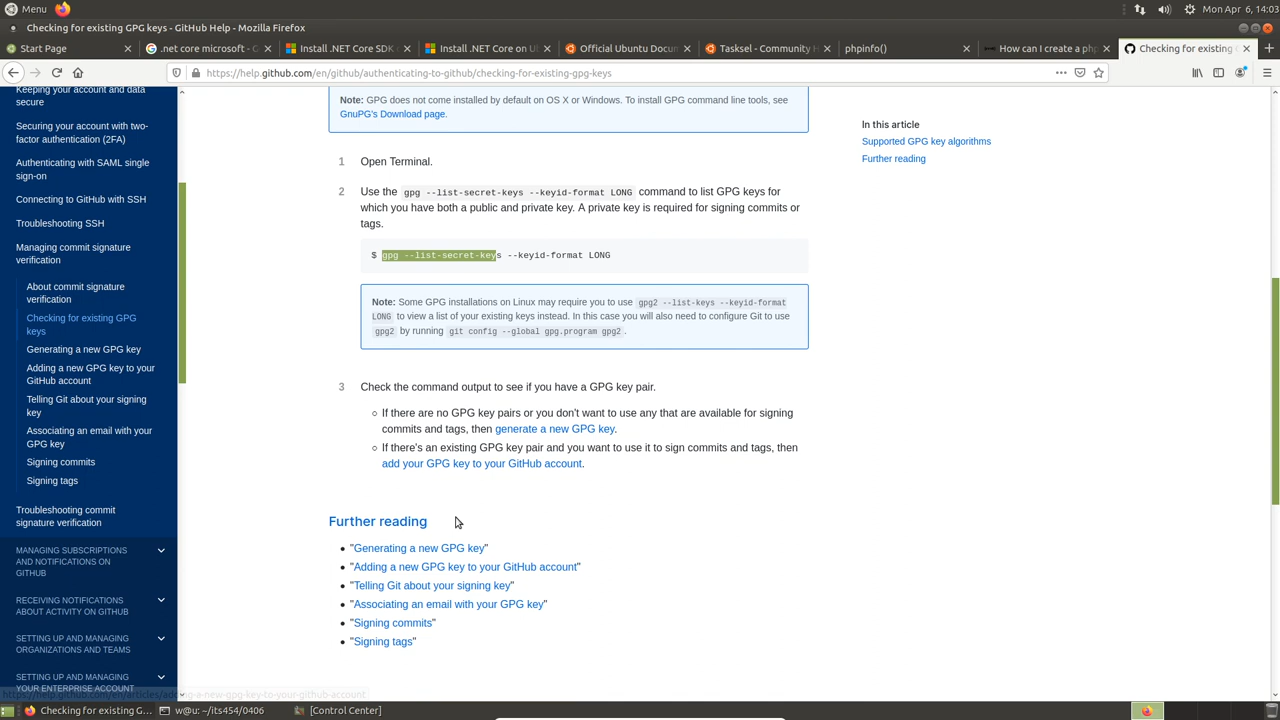 Menu
Mon Apr 6, 14:03
Checking for existing GPG keys - GitHub Help - Mozilla Firefox
Start Page
.net core microsoft - G
Install .NET Core SDK o
Install .NET Core on U
Official Ubuntu Docum
Tasksel - Community H
phpinfo()
How can I create a php
Checking for existing G
https://help.github.com/en/github/authenticating-to-github/checking-for-existing-gpg-keys
Keeping your account and data
secure
Securing your account with two-
factor authentication (2FA)
Authenticating with SAML single
sign-on
Connecting to GitHub with SSH
Troubleshooting SSH
Managing commit signature
verification
About commit signature
verification
Checking for existing GPG
keys
Generating a new GPG key
Adding a new GPG key to your
GitHub account
Telling Git about your signing
key
Associating an email with your
GPG key
Signing commits
Signing tags
Troubleshooting commit
signature verification
MANAGING SUBSCRIPTIONS
AND NOTIFICATIONS ON
GITHUB
RECEIVING NOTIFICATIONS
ABOUT ACTIVITY ON GITHUB
SETTING UP AND MANAGING
ORGANIZATIONS AND TEAMS
SETTING UP AND MANAGING
YOUR ENTERPRISE ACCOUNT
Note: GPG does not come installed by default on OS X or Windows. To install GPG command line tools, see
GnuPG's Download page.
1 Open Terminal.
2 Use the gpg --list-secret-keys --keyid-format LONG command to list GPG keys for
which you have both a public and private key. A private key is required for signing commits or
tags.
$ gpg --list-secret-keys --keyid-format LONG
Note: Some GPG installations on Linux may require you to use gpg2 --list-keys --keyid-format
LONG to view a list of your existing keys instead. In this case you will also need to configure Git to use
gpg2 by running git config --global gpg.program gpg2 .
3 Check the command output to see if you have a GPG key pair.
If there are no GPG key pairs or you don't want to use any that are available for signing
commits and tags, then generate a new GPG key.
If there's an existing GPG key pair and you want to use it to sign commits and tags, then
add your GPG key to your GitHub account.
Further reading
"Generating a new GPG key"
"Adding a new GPG key to your GitHub account"
"Telling Git about your signing key"
"Associating an email with your GPG key"
"Signing commits"
"Signing tags"
In this article
Supported GPG key algorithms
Further reading
https://help.github.com/en/articles/adding-a-new-gpg-key-to-your-github-account
Checking for existing G...
w@u: ~/its454/0406
[Control Center]